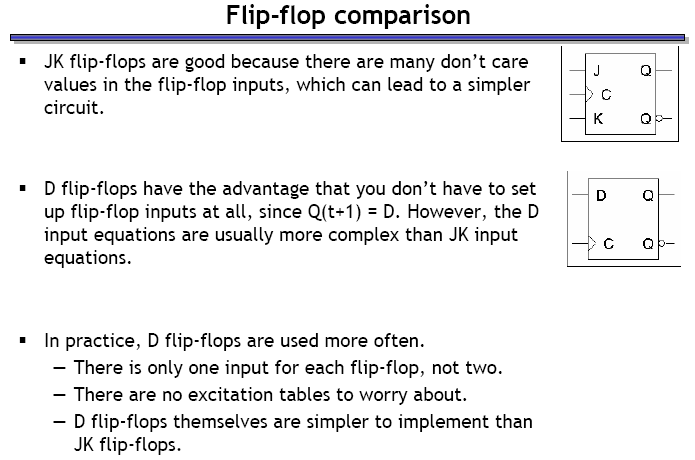 Flip-flop comparison
▪ JK flip-flops are good because there are many don’t care
values in the flip-flop inputs, which can lead to a simpler
circuit.
J Q
C
K Q
▪ D flip-flops have the advantage that you don’t have to set
up flip-flop inputs at all, since Q(t+1) = D. However, the D
input equations are usually more complex than JK input
equations.
D Q
C Q
▪ In practice, D flip-flops are used more often.
— There is only one input for each flip-flop, not two.
— There are no excitation tables to worry about.
— D flip-flops themselves are simpler to implement than
JK flip-flops.